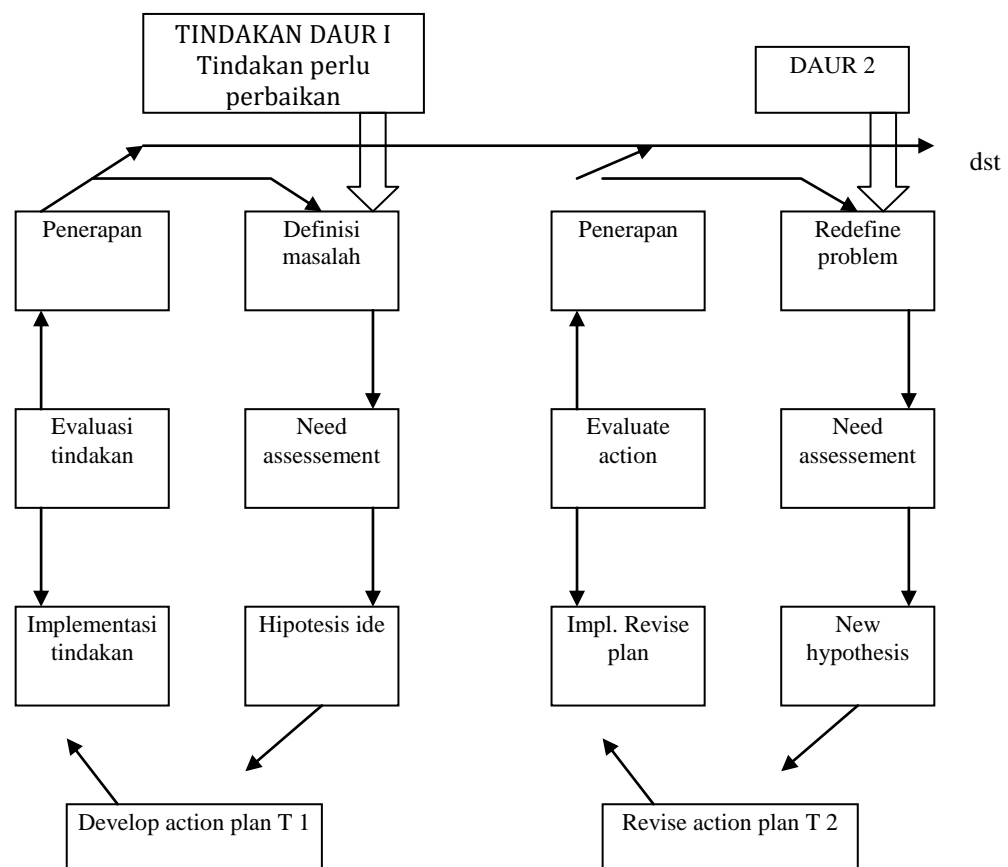 TINDAKAN DAUR I
Tindakan perlu
perbaikan
DAUR 2
dst
Penerapan
Definisi
masalah
Penerapan
Redefine
problem
Evaluasi
tindakan
Need
assessement
Evaluate
action
Need
assessement
Implementasi
tindakan
Hipotesis ide
Impl. Revise
plan
New
hypothesis
Develop action plan T 1
Revise action plan T 2